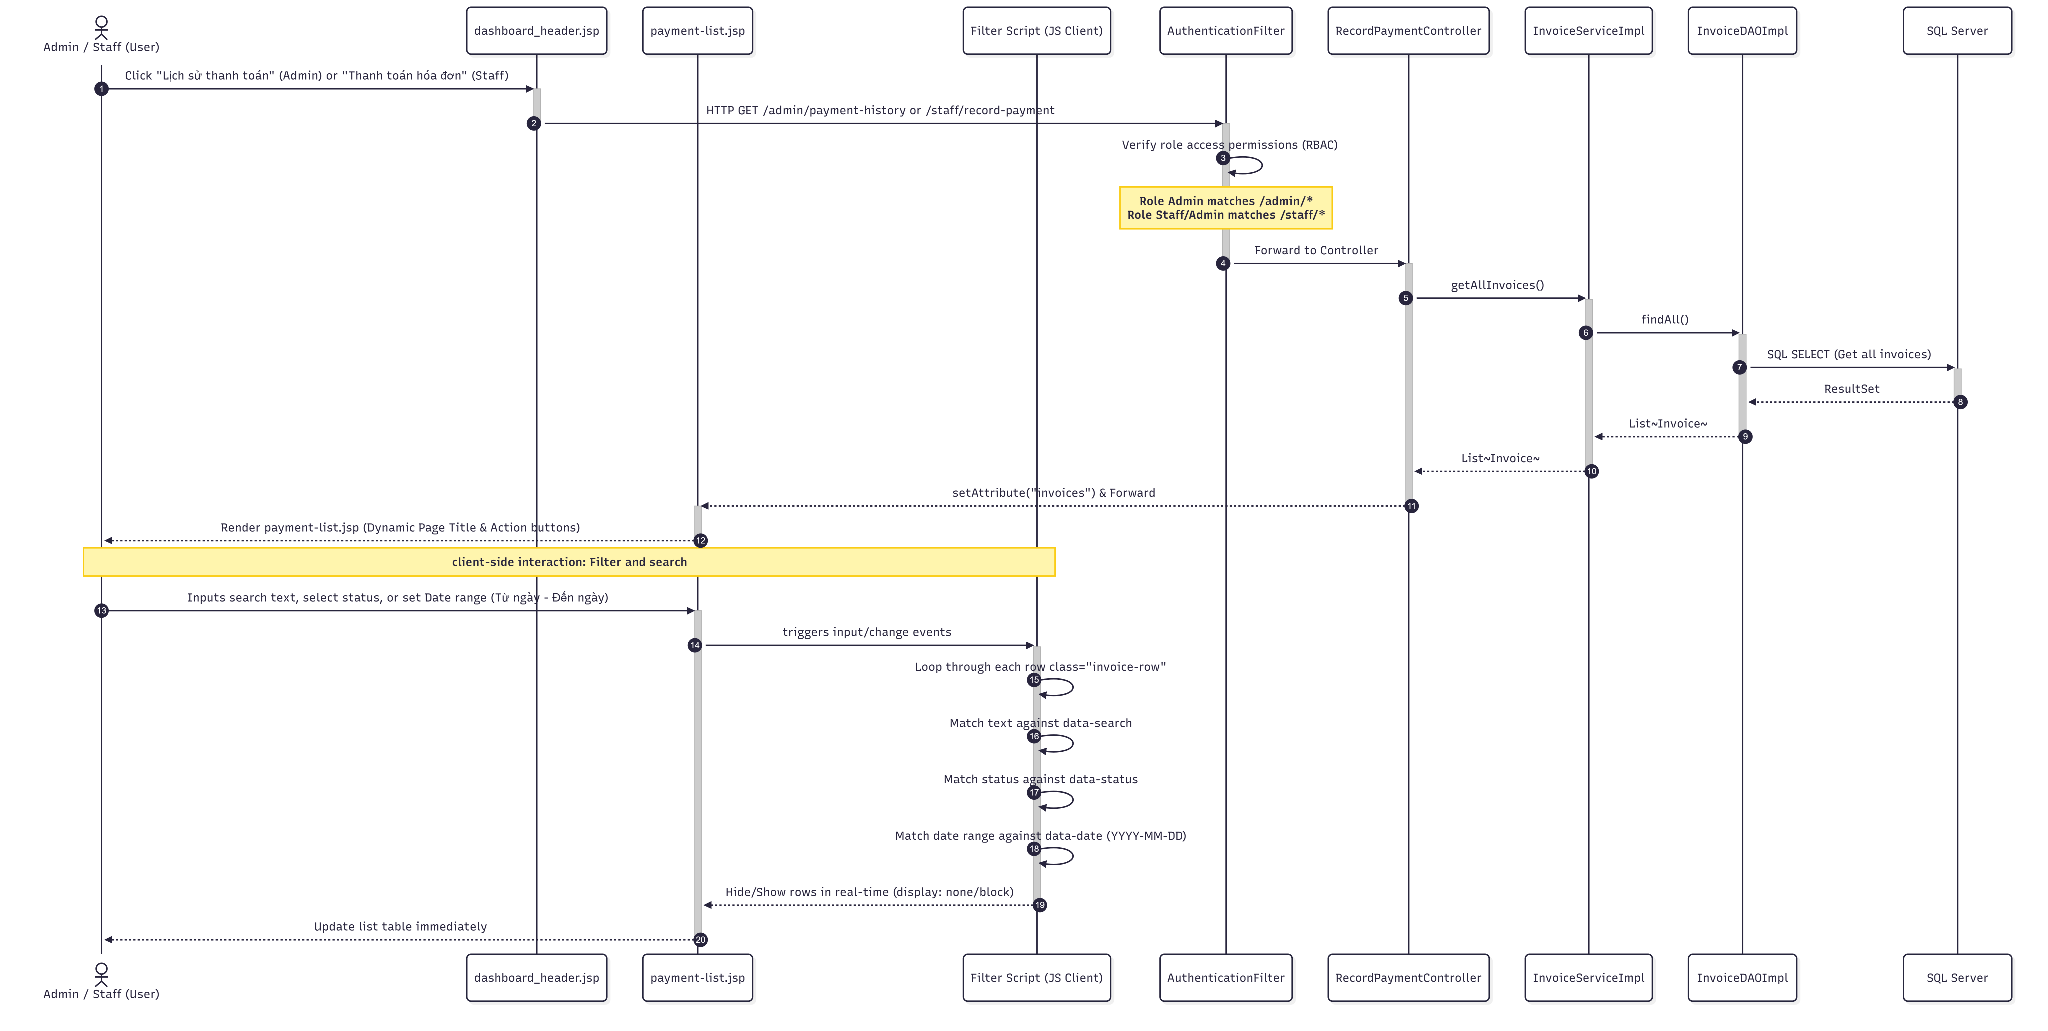 Admin / Staff (User)
dashboard_header.jsp
payment-list.jsp
Filter Script (JS Client)
AuthenticationFilter
RecordPaymentController
InvoiceServiceImpl
InvoiceDAOImpl
SQL Server
Click "Lịch sử thanh toán" (Admin) or "Thanh toán hóa đơn" (Staff)
1
HTTP GET /admin/payment-history or /staff/record-payment
2
Verify role access permissions (RBAC)
3
Role Admin matches /admin/*
Role Staff/Admin matches /staff/*
Forward to Controller
4
getAllInvoices()
5
findAll()
6
SQL SELECT (Get all invoices)
7
ResultSet
8
List~Invoice~
9
List~Invoice~
10
setAttribute("invoices") & Forward
11
Render payment-list.jsp (Dynamic Page Title & Action buttons)
12
client-side interaction: Filter and search
Inputs search text, select status, or set Date range (Từ ngày - Đến ngày)
13
triggers input/change events
14
Loop through each row class="invoice-row"
15
Match text against data-search
16
Match status against data-status
17
Match date range against data-date (YYYY-MM-DD)
18
Hide/Show rows in real-time (display: none/block)
19
Update list table immediately
20
Admin / Staff (User)
dashboard_header.jsp
payment-list.jsp
Filter Script (JS Client)
AuthenticationFilter
RecordPaymentController
InvoiceServiceImpl
InvoiceDAOImpl
SQL Server